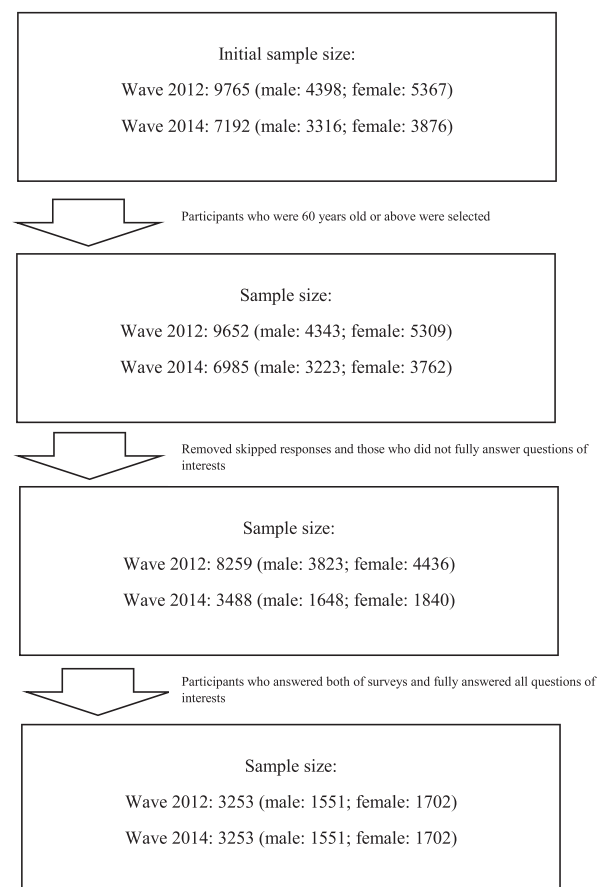 Initial sample size:
Wave 2012: 9765 (male: 4398; female: 5367)
Wave 2014: 7192 (male: 3316; female: 3876)
Participants who were 60 years old or above were selected
Sample size:
Wave 2012: 9652 (male: 4343; female: 5309)
Wave 2014: 6985 (male: 3223; female: 3762)
Removed skipped responses and those who did not fully answer questions of
interests
Sample size:
Wave 2012: 8259 (male: 3823; female: 4436)
Wave 2014: 3488 (male: 1648; female: 1840)
Participants who answered both of surveys and fully answered all questions of
interests
Sample size:
Wave 2012: 3253 (male: 1551; female: 1702)
Wave 2014: 3253 (male: 1551; female: 1702)